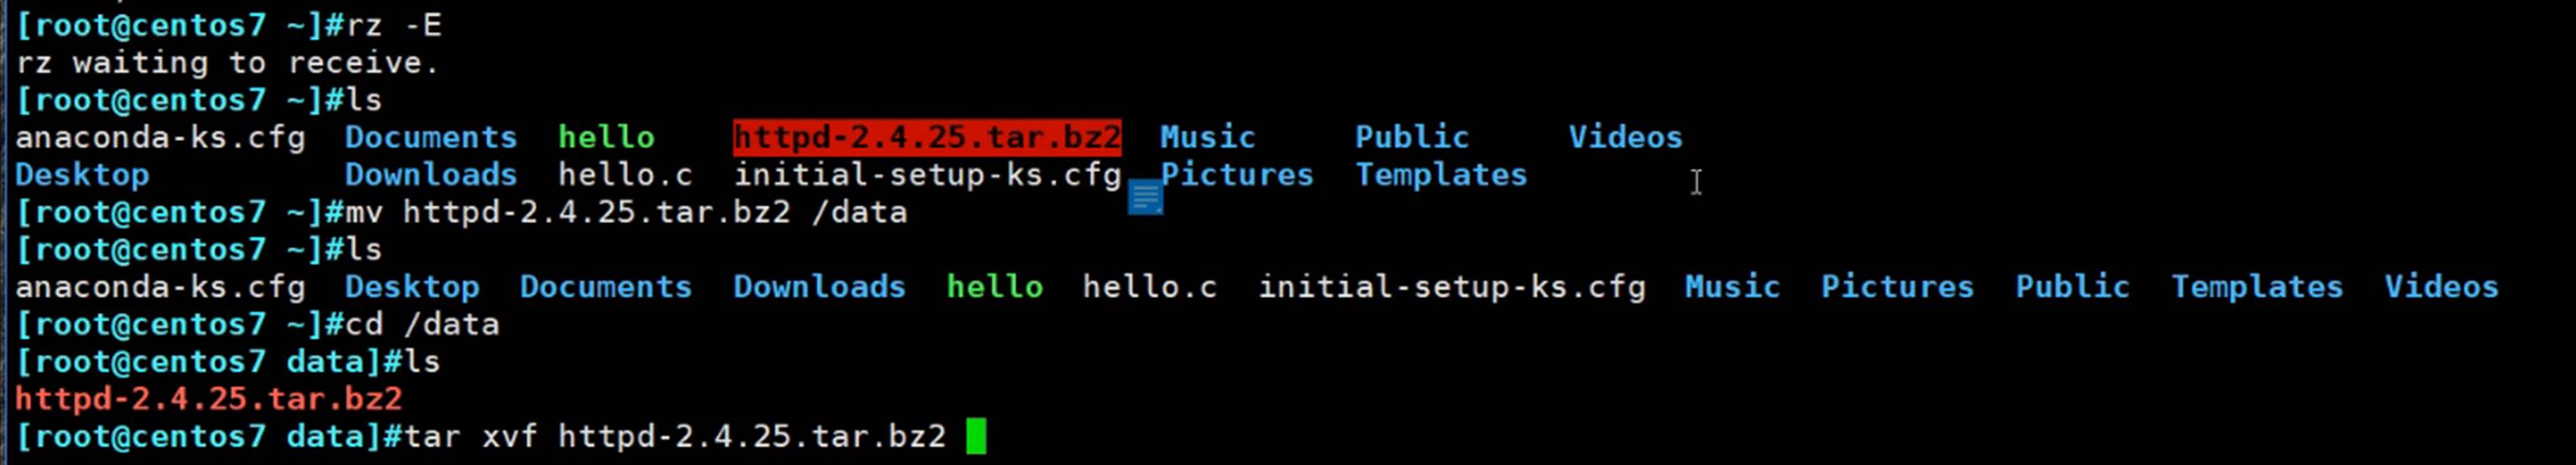 [root@centos7 ~]#rz -E
rz waiting to receive.
[root@centos7 ~]#ls
anaconda-ks.cfg  Documents  hello    httpd-2.4.25.tar.bz2  Music     Public     Videos
Desktop          Downloads  hello.c  initial-setup-ks.cfg  Pictures  Templates
[root@centos7 ~]#mv httpd-2.4.25.tar.bz2 /data
[root@centos7 ~]#ls
anaconda-ks.cfg  Desktop  Documents  Downloads  hello  hello.c  initial-setup-ks.cfg  Music  Pictures  Public  Templates  Videos
[root@centos7 ~]#cd /data
[root@centos7 data]#ls
httpd-2.4.25.tar.bz2
[root@centos7 data]#tar xvf httpd-2.4.25.tar.bz2